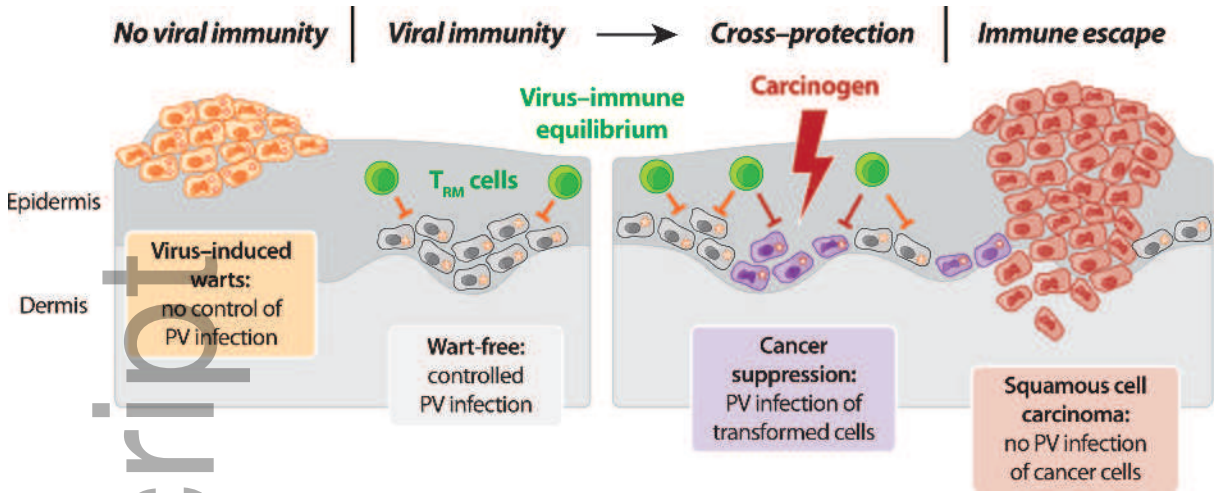 No viral immunity
Viral immunity
Cross–protection
Immune escape
Virus–immune
equilibrium
Carcinogen
TRM cells
Epidermis
Dermis
Virus–induced
warts:
no control of
PV infection
Wart-free:
controlled
PV infection
Cancer
suppression:
PV infection of
transformed cells
Squamous cell
carcinoma:
no PV infection
of cancer cells